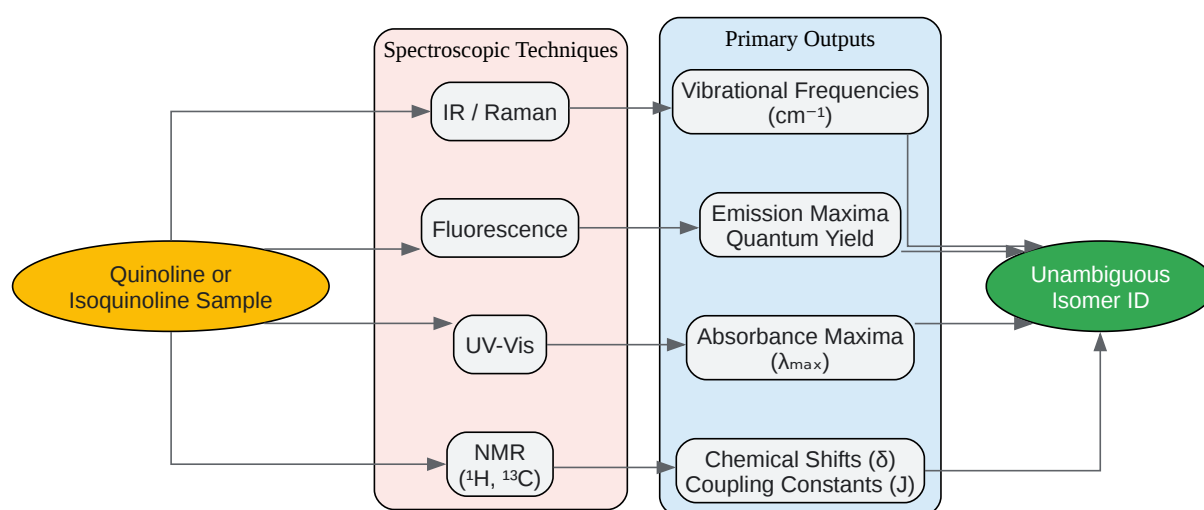 Spectroscopic Techniques
Primary Outputs
IR / Raman
Vibrational Frequencies
(cm⁻¹)
Fluorescence
Emission Maxima
Quantum Yield
Quinoline or
Isoquinoline Sample
Unambiguous
Isomer ID
UV-Vis
Absorbance Maxima
(λₘₐₓ)
NMR
(¹H, ¹³C)
Chemical Shifts (δ)
Coupling Constants (J)